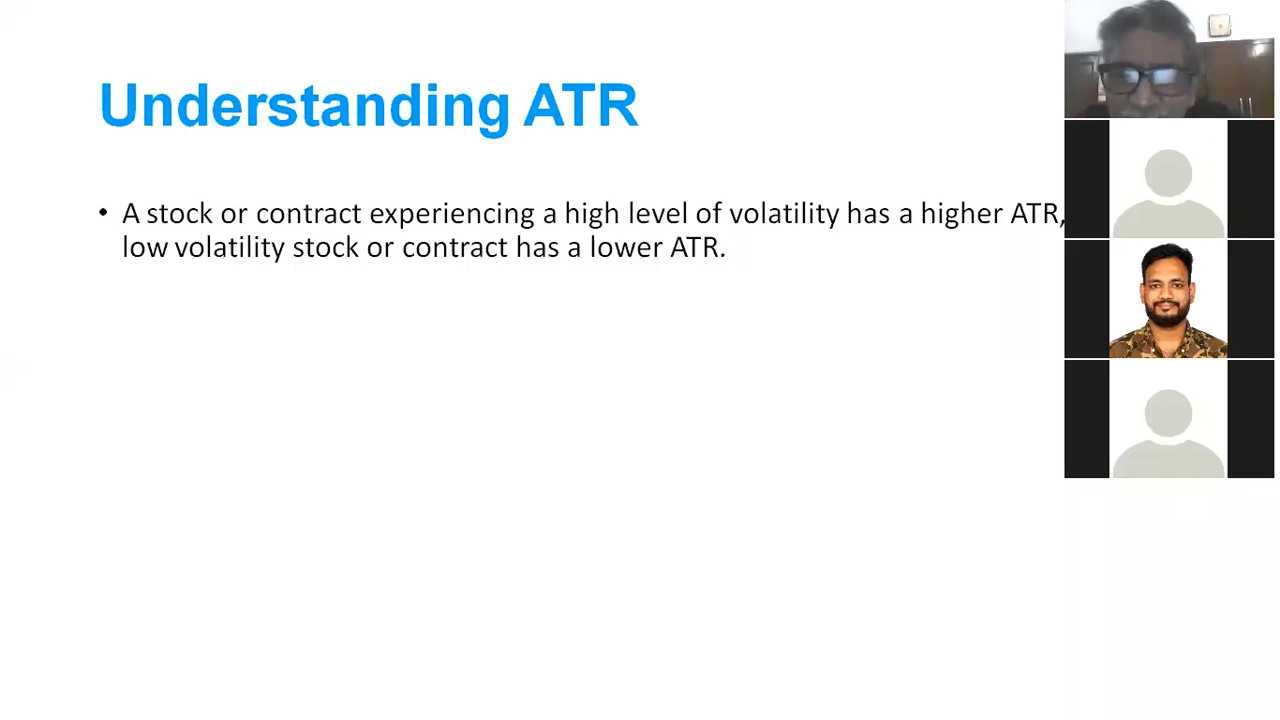 Understanding ATR
• A stock or contract experiencing a high level of volatility has a higher ATR,
low volatility stock or contract has a lower ATR.